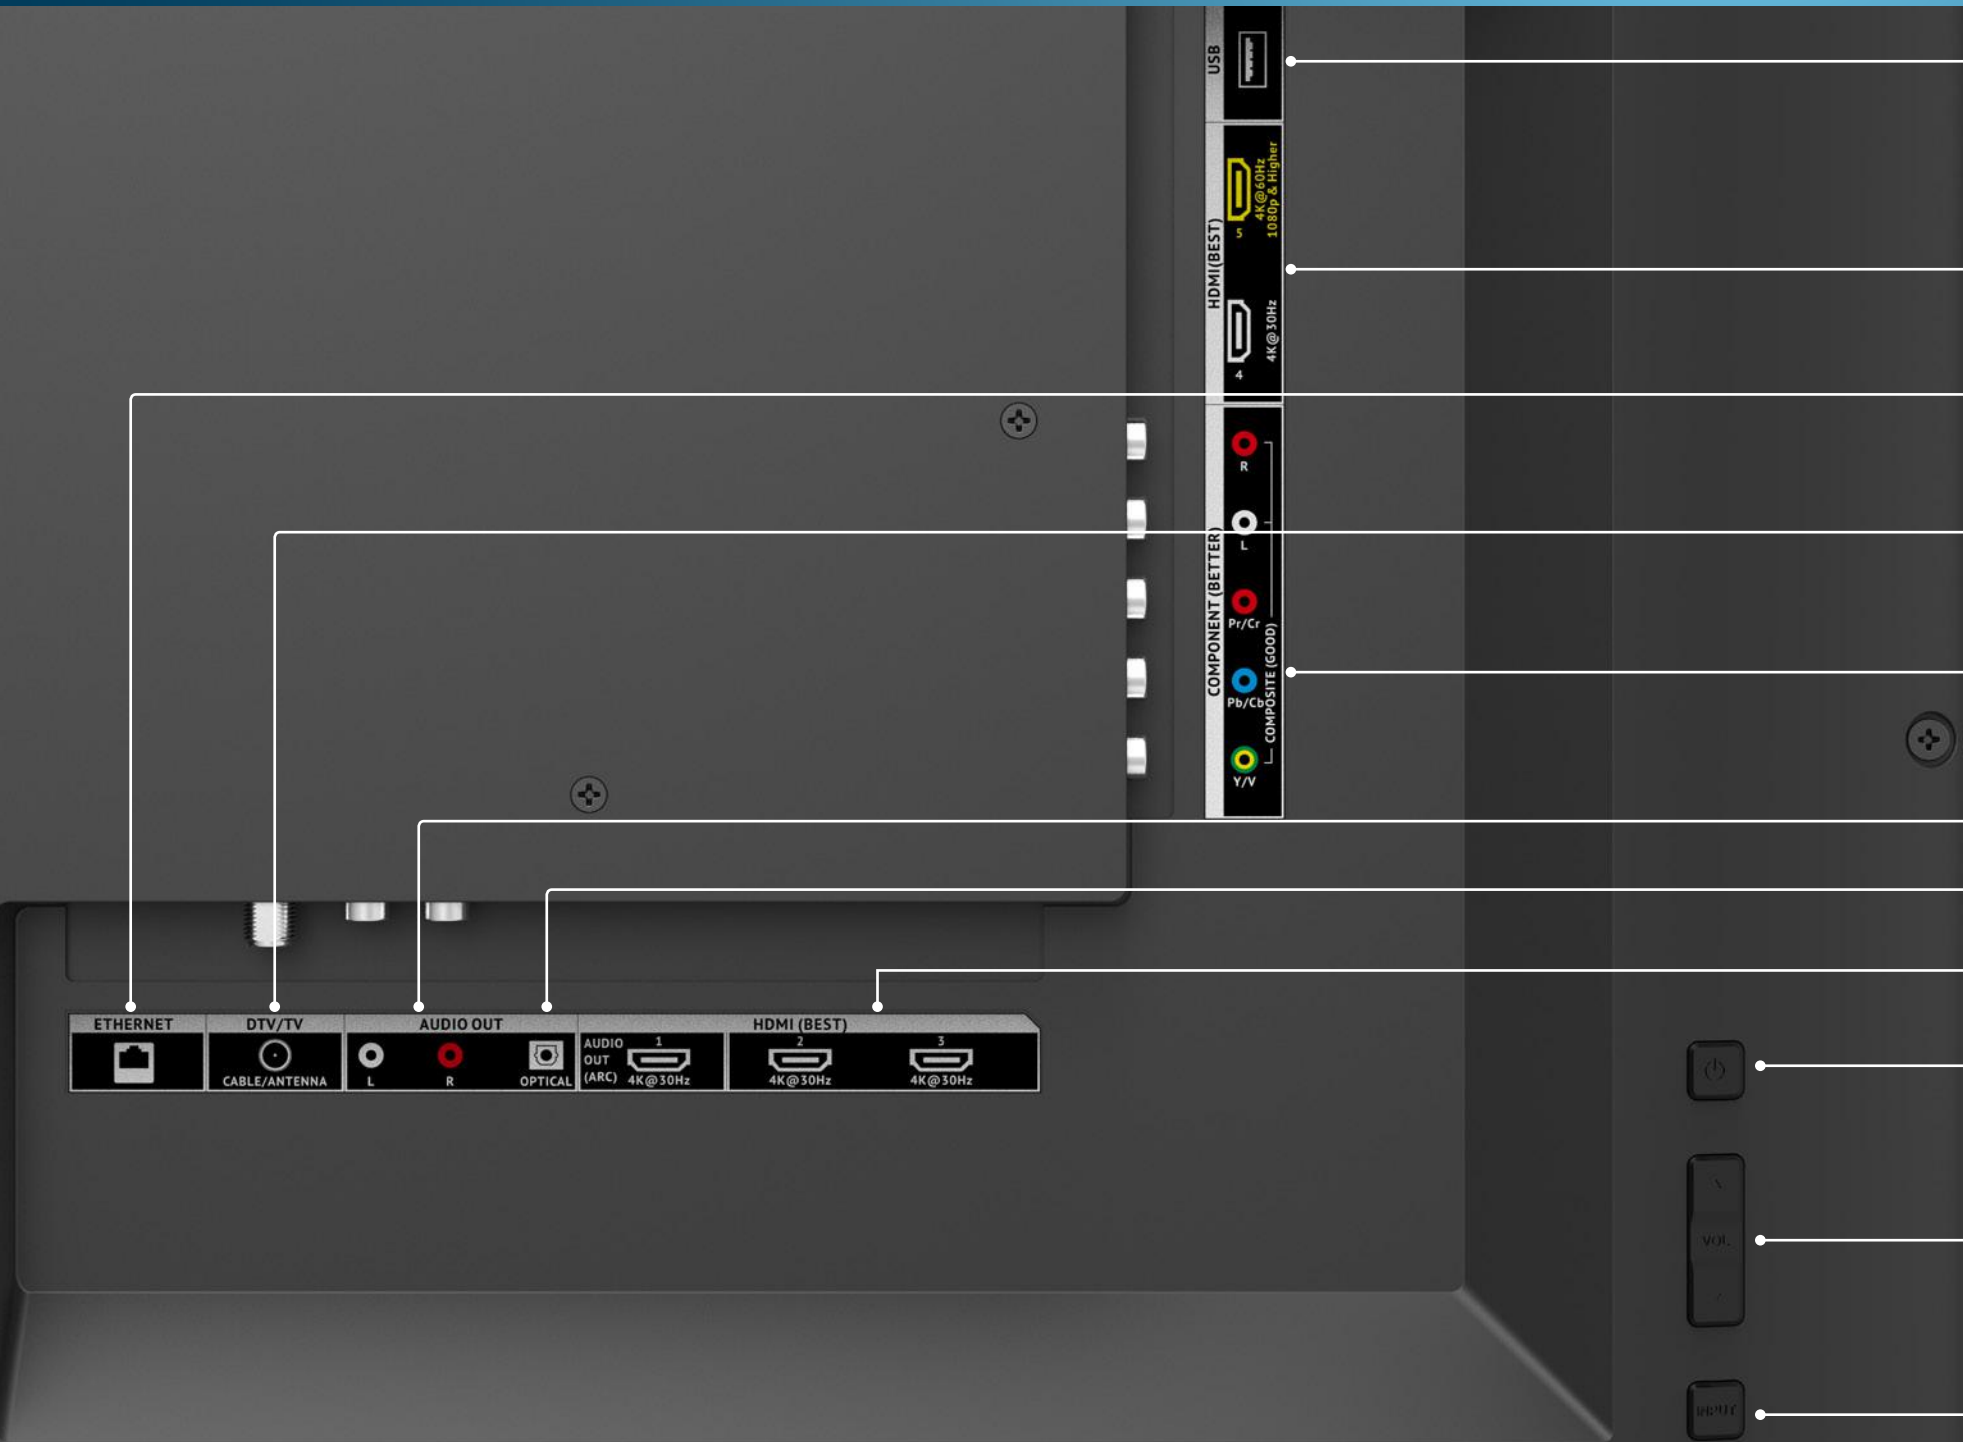 USB
HDMI(BEST)
4K@60Hz
1080p & Higher
5
4K@30Hz
4
COMPONENT (BETTER)
R
L
Pr/Cr
COMPOSITE (GOOD)
Pb/Cb
Y/V
ETHERNET
DTV/TV
CABLE/ANTENNA
AUDIO OUT
L
R
OPTICAL
HDMI (BEST)
AUDIO
OUT
(ARC)
1
4K@30Hz
2
4K@30Hz
3
4K@30Hz
VOL
INPUT